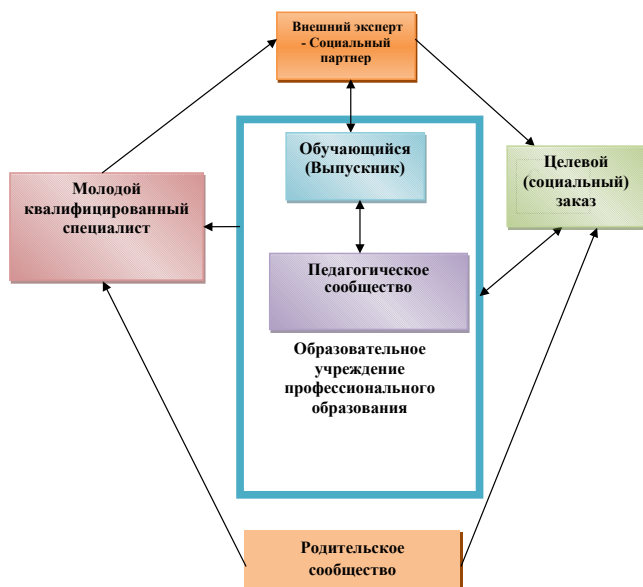 Внешний эксперт
- Социальный
партнер
Обучающийся
(Выпускник)
Целевой
(социальный)
заказ
Молодой
квалифицированный
специалист
Педагогическое
сообщество
Образовательное
учреждение
профессионального
образования
Родительское
сообщество